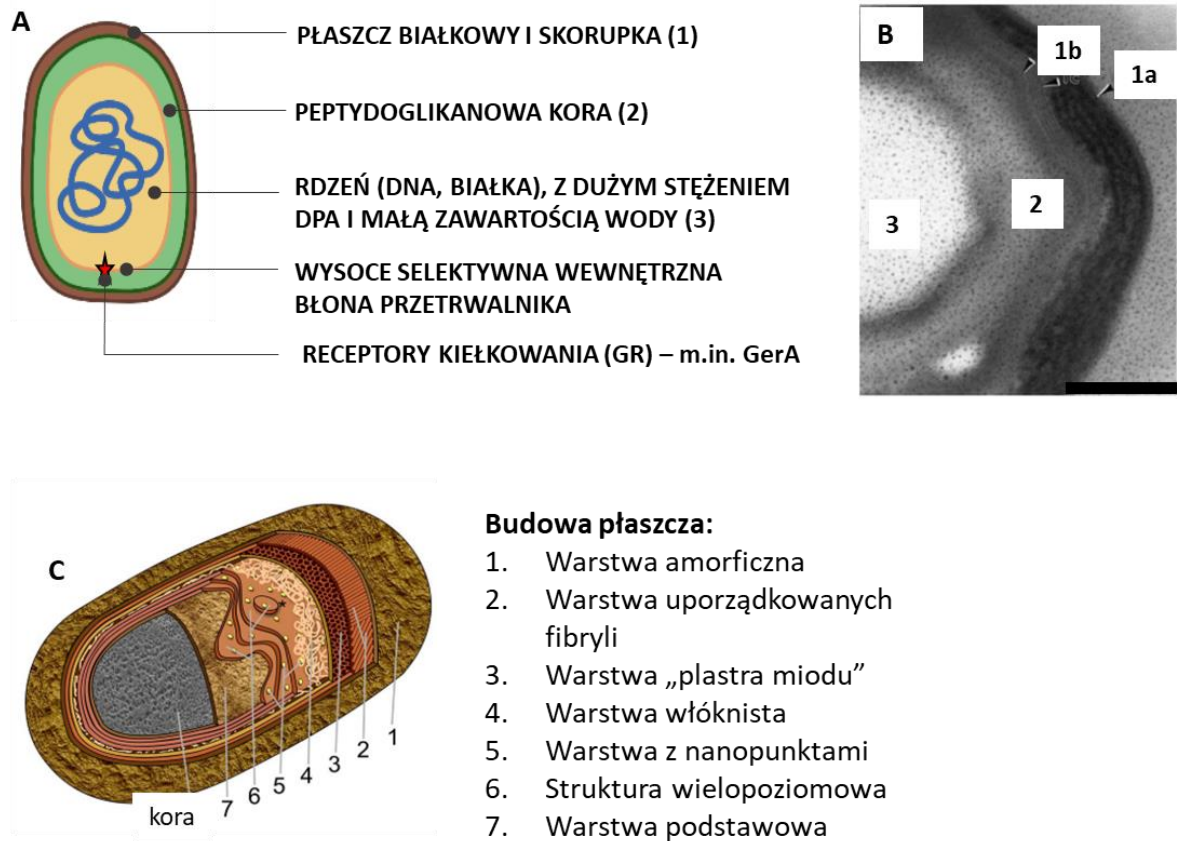 A
PŁASZCZ BIAŁKOWY I SKORUPKA (1)
PEPTYDOGLIKANOWA KORA (2)
RDZEŃ (DNA, BIAŁKA), Z DUŻYM STĘŻENIEM
DPA I MAŁĄ ZAWARTOŚCIĄ WODY (3)
WYSOCE SELEKTYWNA WEWNĘTRZNA
BŁONA PRZETRWALNIKA
RECEPTORY KIEŁKOWANIA (GR) – m.in. GerA
B
1b
1a
2
3
C
kora
7
6
5
4
3
2
1
Budowa płaszcza:
1. Warstwa amorficzna
2. Warstwa uporządkowanych
fibryli
3. Warstwa „plastra miodu”
4. Warstwa włóknista
5. Warstwa z nanopunktami
6. Struktura wielopoziomowa
7. Warstwa podstawowa